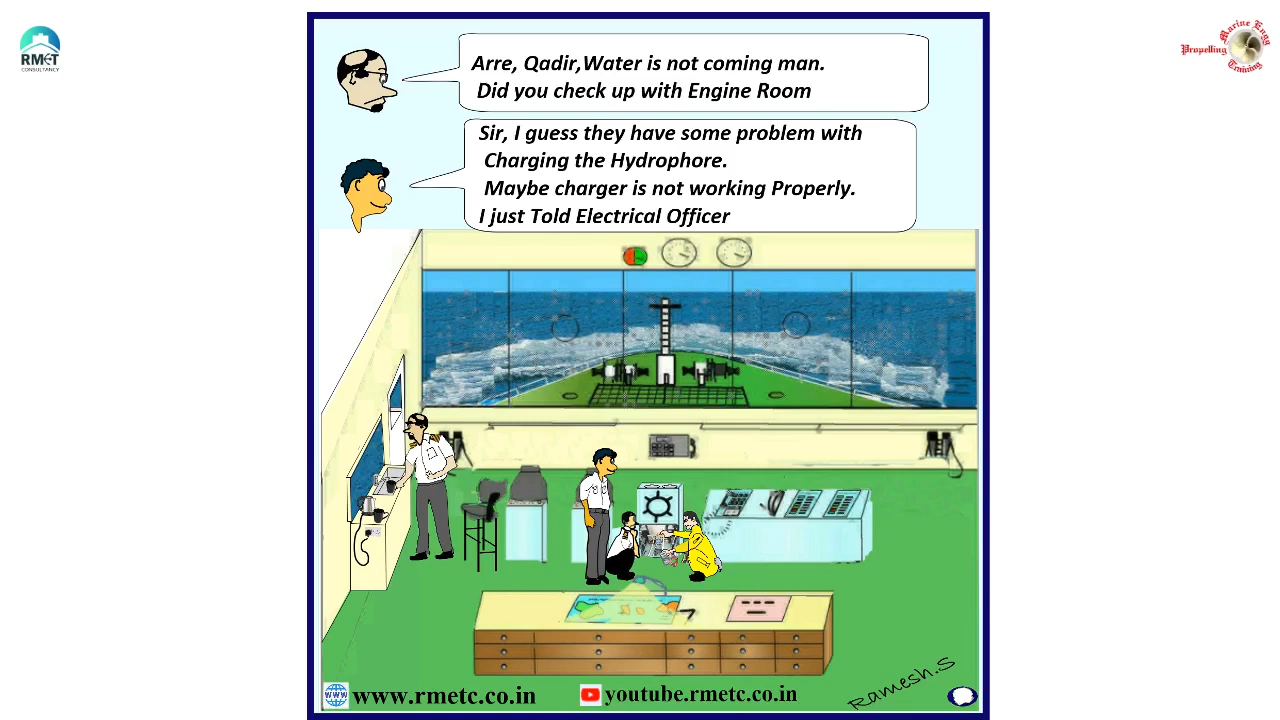 RMET
CONSULTANCY
Marine Engg
Propelling
Training
Arre, Qadir,Water is not coming man.
Did you check up with Engine Room
Sir, I guess they have some problem with
Charging the Hydrophore.
Maybe charger is not working Properly.
I just Told Electrical Officer
www.rmetc.co.in
youtube.rmetc.co.in
Ramesh.S